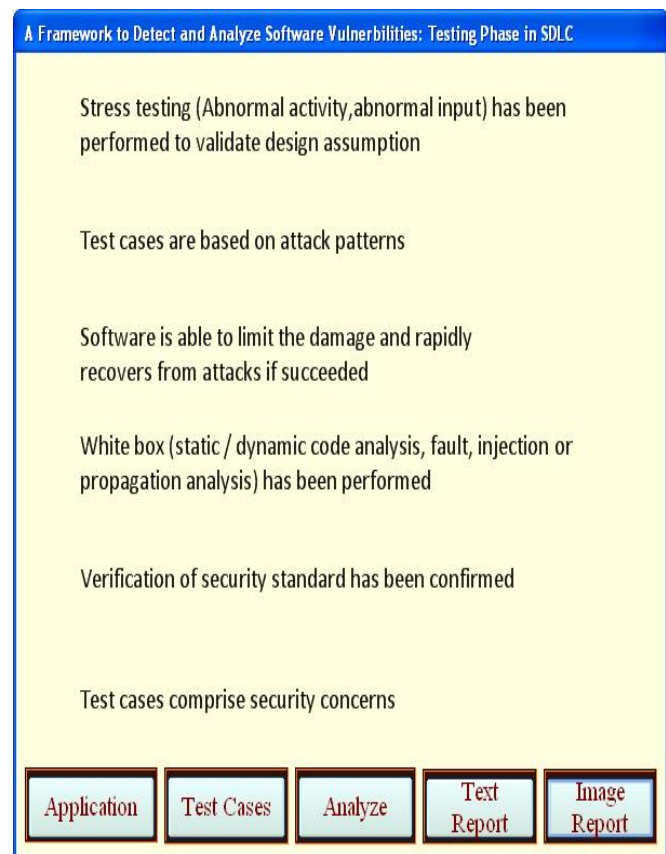 A Framework to Detect and Analyze Software Vulnerbilities: Testing Phase in SDLC
Stress testing (Abnormal activity,abnormal input) has been
performed to validate design assumption
Test cases are based on attack patterns
Software is able to limit the damage and rapidly
recovers from attacks if succeeded
White box (static / dynamic code analysis, fault, injection or
propagation analysis) has been performed
Verification of security standard has been confirmed
Test cases comprise security concerns
Application
Test Cases
Analyze
Text
Report
Image
Report